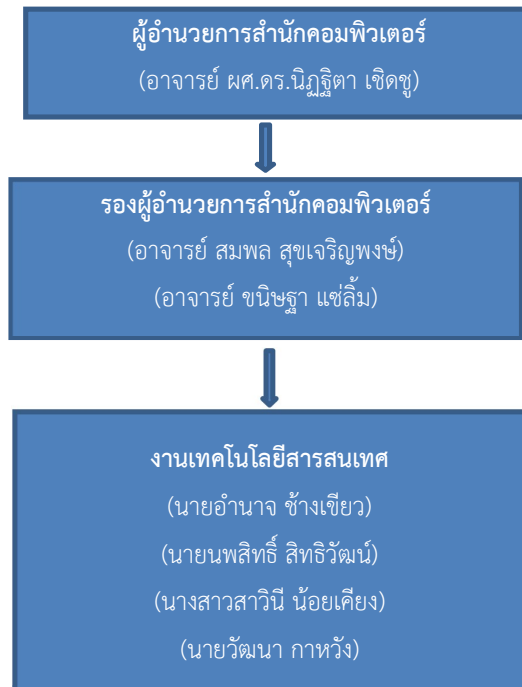 ผู้อำนวยการสำนักคอมพิวเตอร์
(อาจารย์ ผศ.ดร.นิฏฐิตา เชิดชู)
รองผู้อำนวยการสำนักคอมพิวเตอร์
(อาจารย์ สมพล สุขเจริญพงษ์)
(อาจารย์ ขนิษฐา แซ่ลิ้ม)
งานเทคโนโลยีสารสนเทศ
(นายอำนาจ ช้างเขียว)
(นายนพสิทธิ์ สิทธิวัฒน์)
(นางสาวสาวินี น้อยเคียง)
(นายวัฒนา กาหวัง)